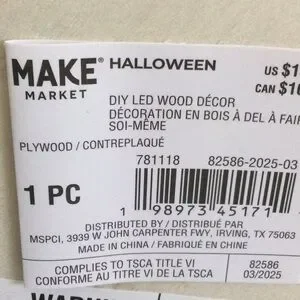 MAKE® HALLOWEEN
MARKET
US $1
CAN $1
DIY LED WOOD DÉCOR
DÉCORATION EN BOIS À DEL À FAIR
SOI-MÊME
PLYWOOD / CONTREPLAQUÉ
781118 82586-2025-03
1 PC
1 98973 45171
DISTRIBUTED BY / DISTRIBUÉ PAR
MSPCI, 3939 W JOHN CARPENTER FWY, IRVING, TX 75063
MADE IN CHINA / FABRIQUÉ EN CHINE
COMPLIES TO TSCA TITLE VI
CONFORME AU TITRE VI DE LA TSCA
82586
03/2025